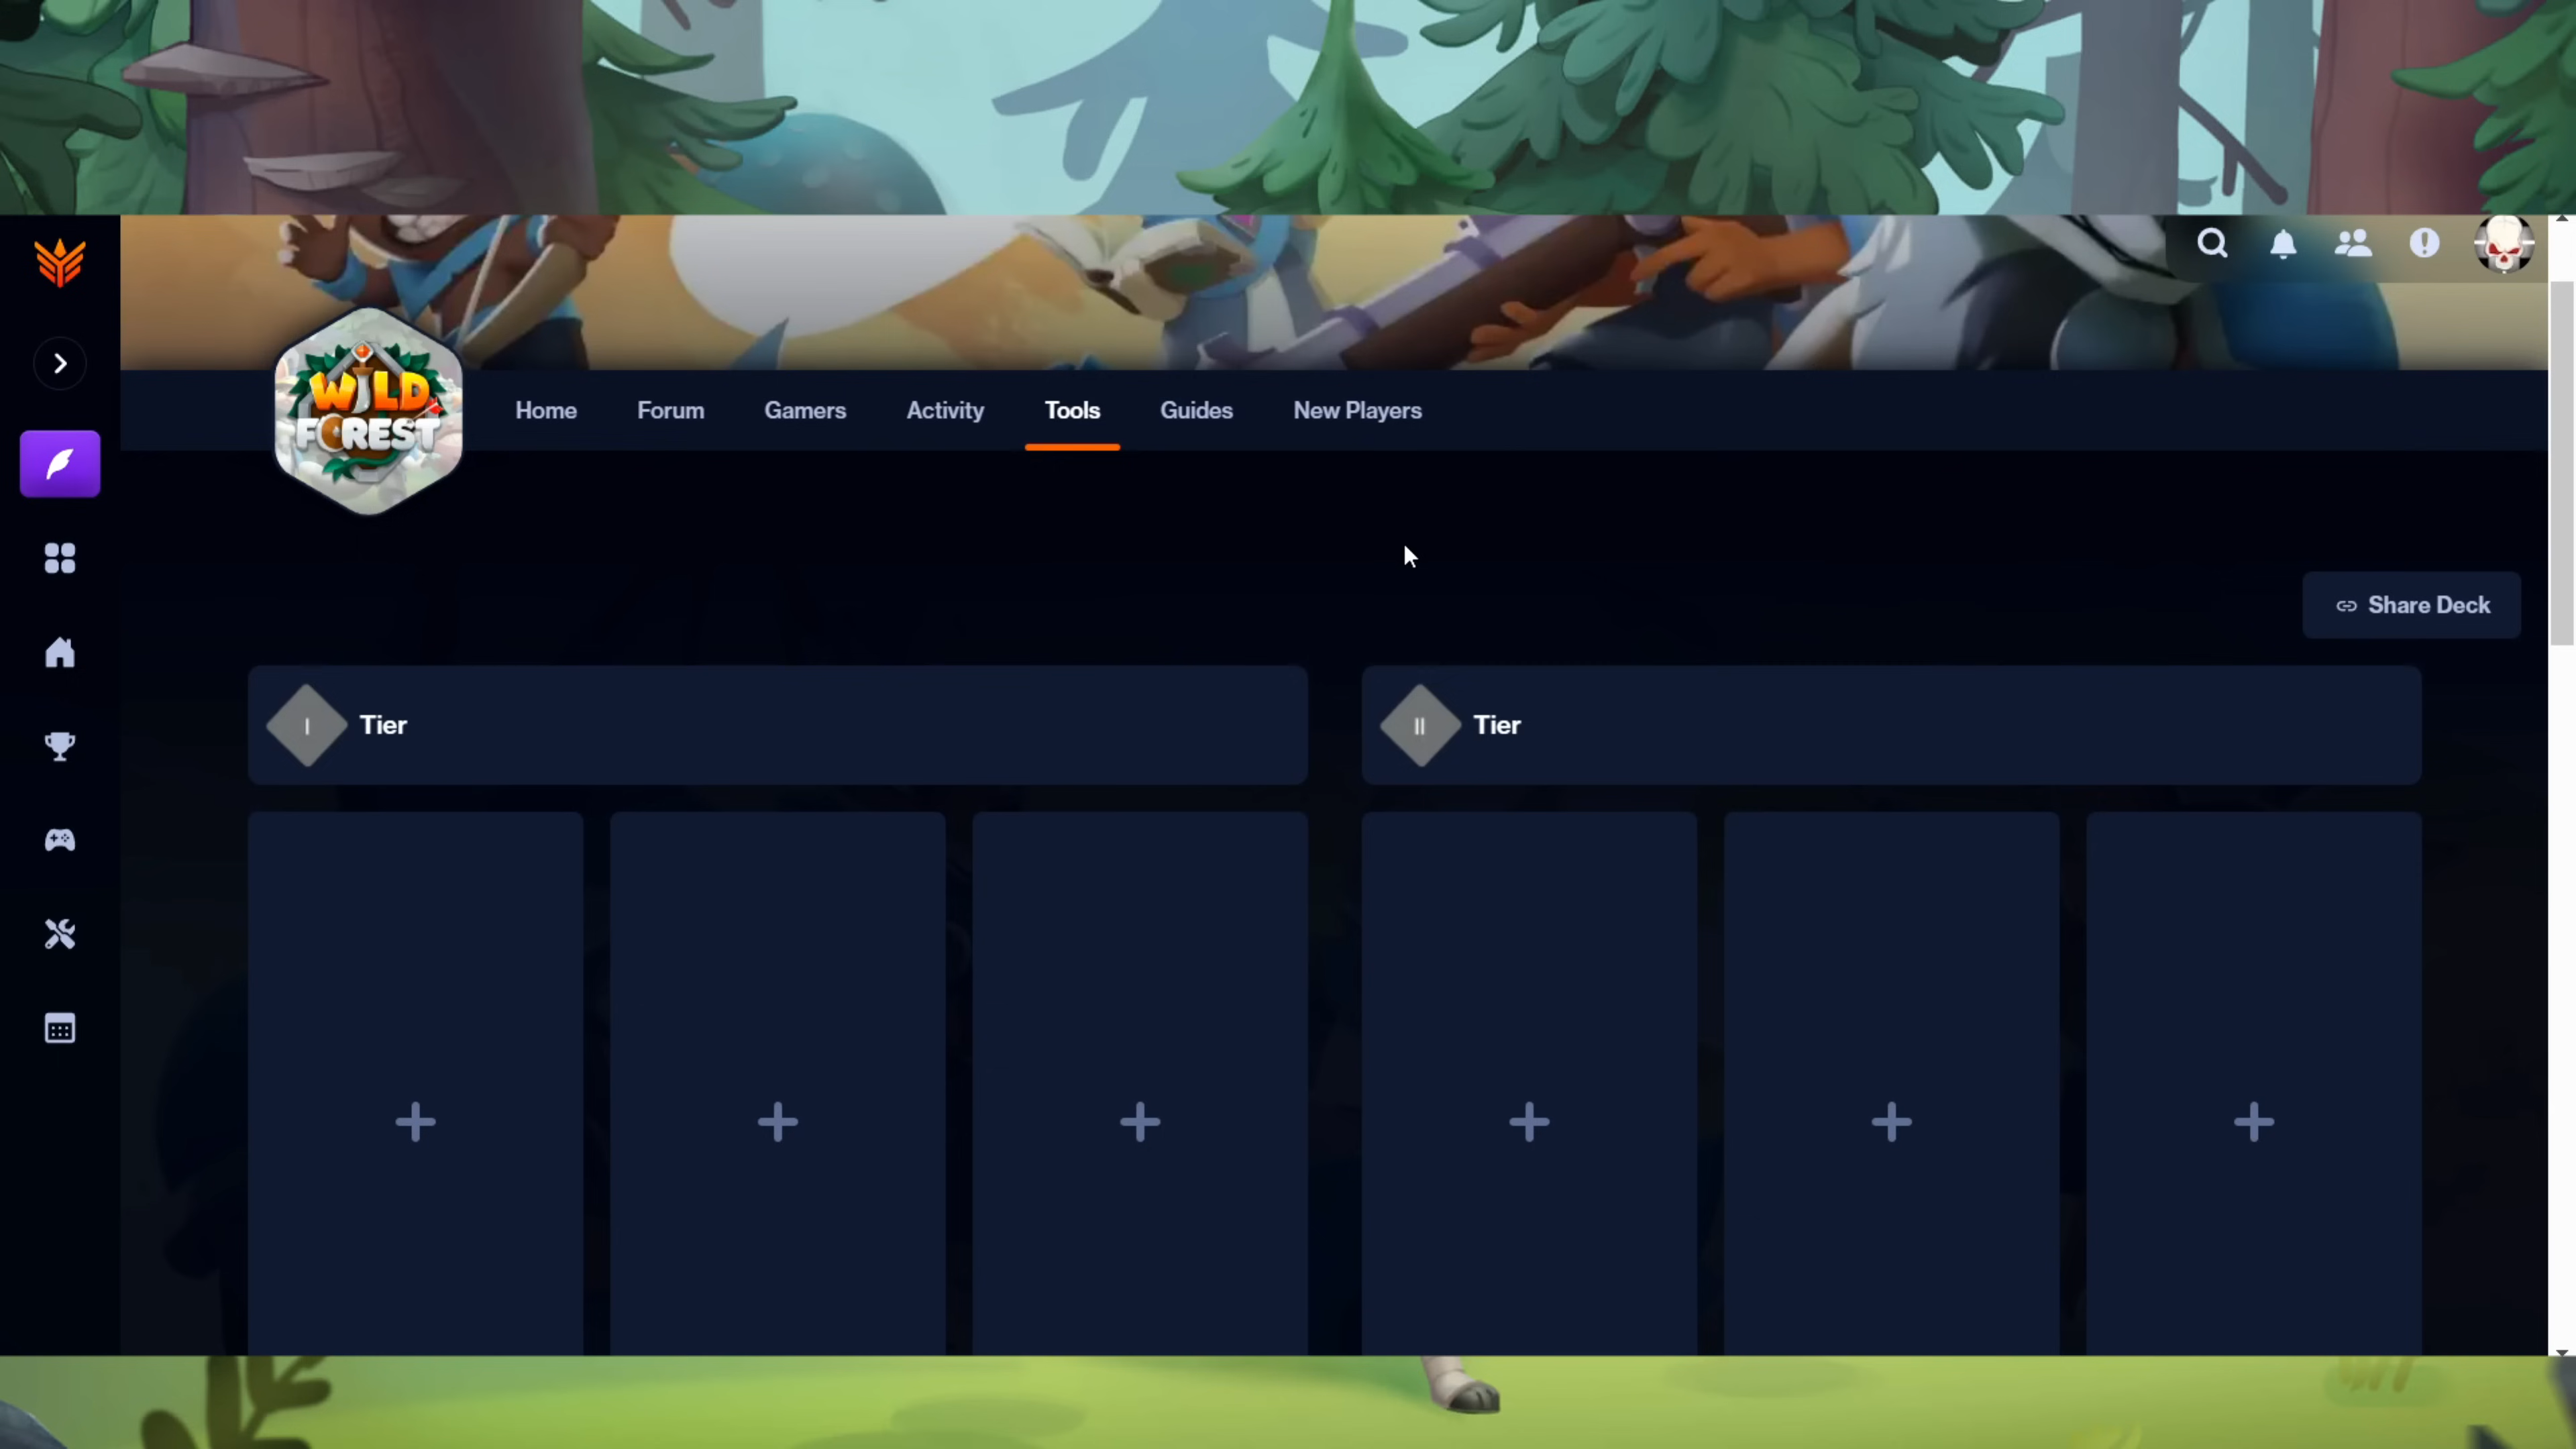 WILD
FOREST
Home Forum Gamers Activity Tools Guides New Players
Share Deck
I Tier
II Tier